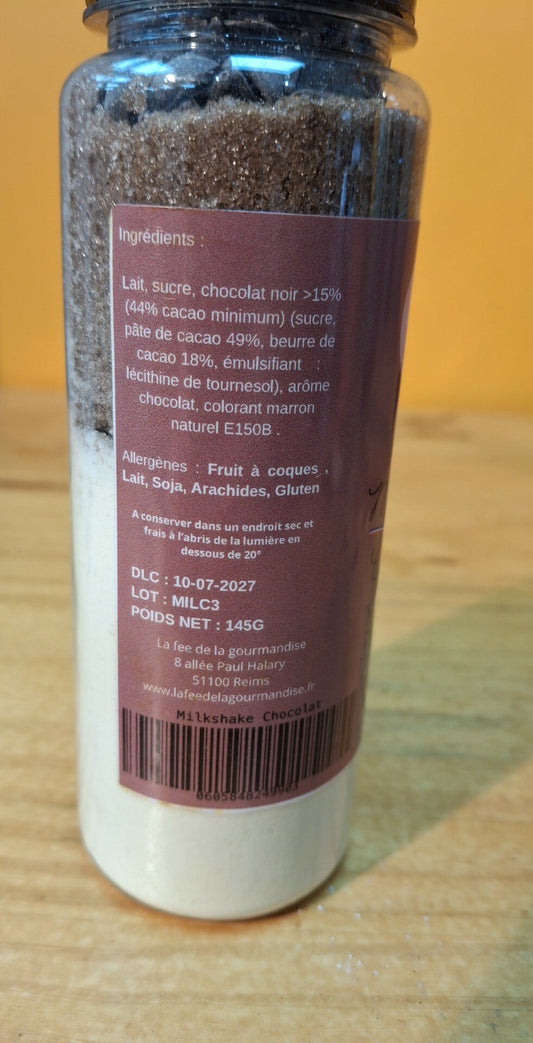 Ingrédients :
Lait, sucre, chocolat noir >15%
(44% cacao minimum) (sucre,
pâte de cacao 49%, beurre de
cacao 18%, émulsifiant :
lécithine de tournesol), arôme
chocolat, colorant marron
naturel E150B .
Allergènes : Fruit à coques ,
Lait, Soja, Arachides, Gluten
A conserver dans un endroit sec et
frais à l'abris de la lumière en
dessous de 20°
DLC : 10-07-2027
LOT : MILC3
POIDS NET : 145G
La fee de la gourmandise
8 allée Paul Halary
51100 Reims
www.lafeedelagourmandise.fr
Milkshake Chocolat
0605848249903